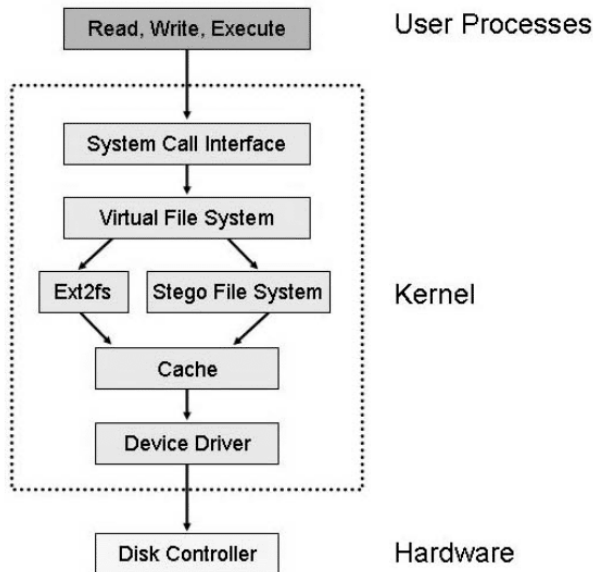 Read, Write, Execute
User Processes
System Call Interface
Virtual File System
Ext2fs
Stego File System
Kernel
Cache
Device Driver
Disk Controller
Hardware